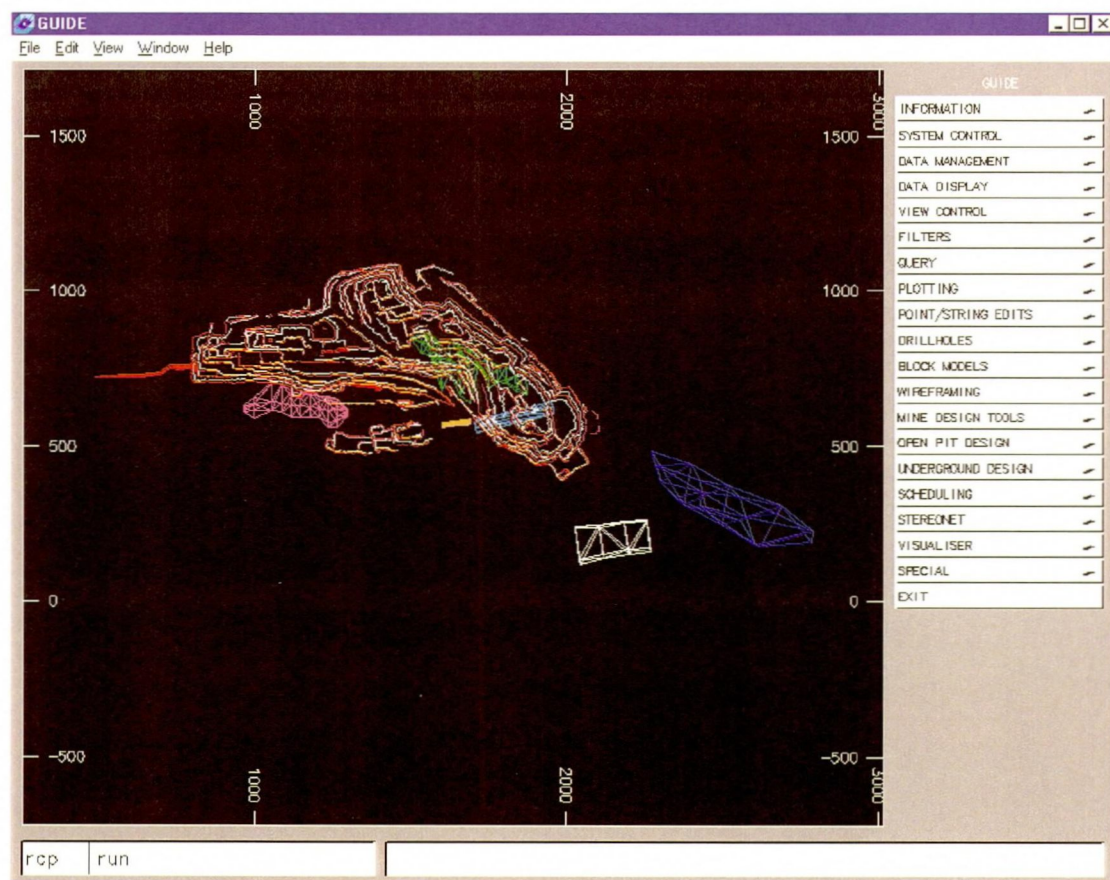 GUIDE
File Edit View Window Help
1000 2000 3000
1500 1500
1000 1000
500 500
0 0
-500 -500
1000 2000 3000
GUIDE
INFORMATION
SYSTEM CONTROL
DATA MANAGEMENT
DATA DISPLAY
VIEW CONTROL
FILTERS
QUERY
PLOTTING
POINT/STRING EDITS
DRILLHOLES
BLOCK MODELS
WIREFRAMING
MINE DESIGN TOOLS
OPEN PIT DESIGN
UNDERGROUND DESIGN
SCHEDULING
STEREONET
VISUALISER
SPECIAL
EXIT
rcp run